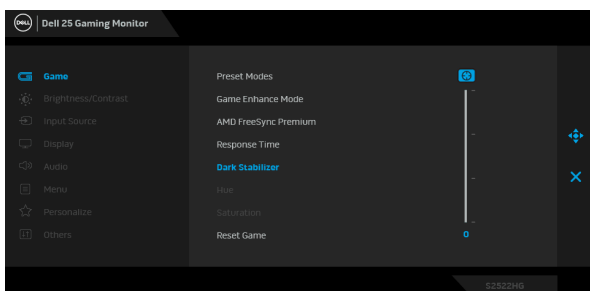 DELL
Dell 25 Gaming Monitor
Game
Brightness/Contrast
Input Source
Display
Audio
Menu
Personalize
Others
Preset Modes
Game Enhance Mode
AMD FreeSync Premium
Response Time
Dark Stabilizer
Hue
Saturation
Reset Game
0
S2522HG